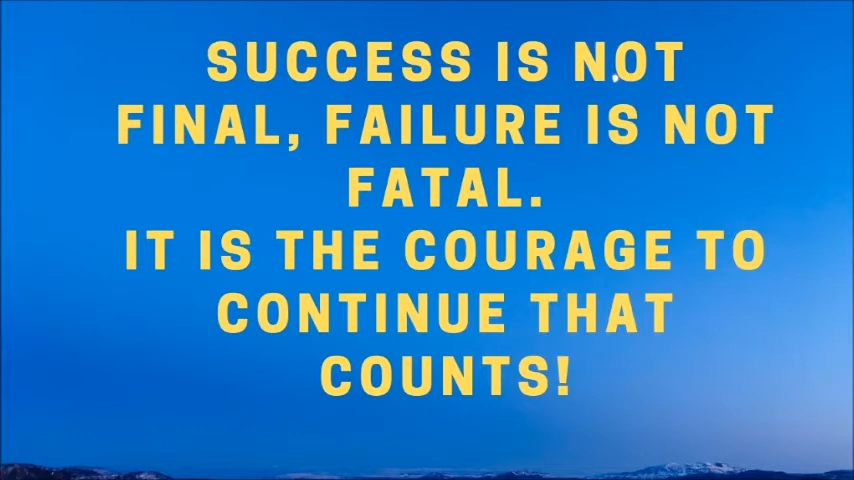 SUCCESS IS NOT
FINAL, FAILURE IS NOT
FATAL.
IT IS THE COURAGE TO
CONTINUE THAT
COUNTS!